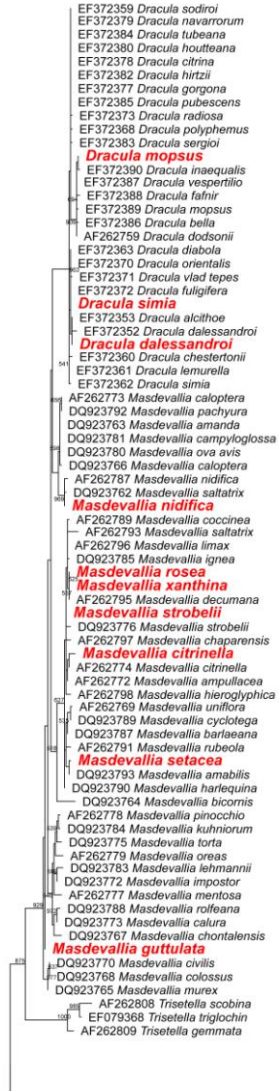 EF372359 Dracula sodiroi
EF372379 Dracula navarrorum
EF372384 Dracula tubeana
EF372380 Dracula houtteana
EF372378 Dracula citrina
EF372382 Dracula hirtzii
EF372377 Dracula gorgona
EF372385 Dracula pubescens
EF372373 Dracula radiosa
EF372368 Dracula polyphemus
EF372383 Dracula sergioi
Dracula mopsus
EF372390 Dracula inaequalis
EF372387 Dracula vespertilio
EF372388 Dracula fafnir
EF372389 Dracula mopsus
EF372386 Dracula bella
AF262759 Dracula dodsonii
EF372363 Dracula diabola
EF372370 Dracula orientalis
EF372371 Dracula vlad tepes
EF372372 Dracula fuligifera
Dracula simia
EF372353 Dracula alcithoe
EF372352 Dracula dalessandroi
Dracula dalessandroi
EF372360 Dracula chestertonii
541
EF372361 Dracula lemurella
EF372362 Dracula simia
AF262773 Masdevallia caloptera
DQ923792 Masdevallia pachyura
DQ923763 Masdevallia amanda
DQ923781 Masdevallia campyloglossa
DQ923780 Masdevallia ova avis
DQ923766 Masdevallia caloptera
AF262787 Masdevallia nidifica
DQ923762 Masdevallia saltatrix
Masdevallia nidifica
AF262789 Masdevallia coccinea
AF262793 Masdevallia saltatrix
AF262796 Masdevallia limax
DQ923785 Masdevallia ignea
Masdevallia rosea
Masdevallia xanthina
AF262795 Masdevallia decumana
Masdevallia strobelii
DQ923776 Masdevallia strobelii
AF262797 Masdevallia chaparensis
Masdevallia citrinella
AF262774 Masdevallia citrinella
AF262772 Masdevallia ampullacea
AF262798 Masdevallia hieroglyphica
AF262769 Masdevallia uniflora
DQ923789 Masdevallia cyclotega
DQ923787 Masdevallia barlaeana
AF262791 Masdevallia rubeola
Masdevallia setacea
DQ923793 Masdevallia amabilis
DQ923790 Masdevallia harlequina
DQ923764 Masdevallia bicornis
AF262778 Masdevallia pinocchio
DQ923784 Masdevallia kuhniorum
DQ923775 Masdevallia torta
AF262779 Masdevallia oreas
DQ923783 Masdevallia lehmannii
DQ923772 Masdevallia impostor
AF262777 Masdevallia mentosa
DQ923788 Masdevallia rolfeana
DQ923773 Masdevallia calura
929
DQ923767 Masdevallia chontalensis
Masdevallia guttulata
DQ923770 Masdevallia civilis
875
DQ923768 Masdevallia colossus
DQ923765 Masdevallia murex
AF262808 Trisetella scobina
1000
EF079368 Trisetella triglochin
AF262809 Trisetella gemmata